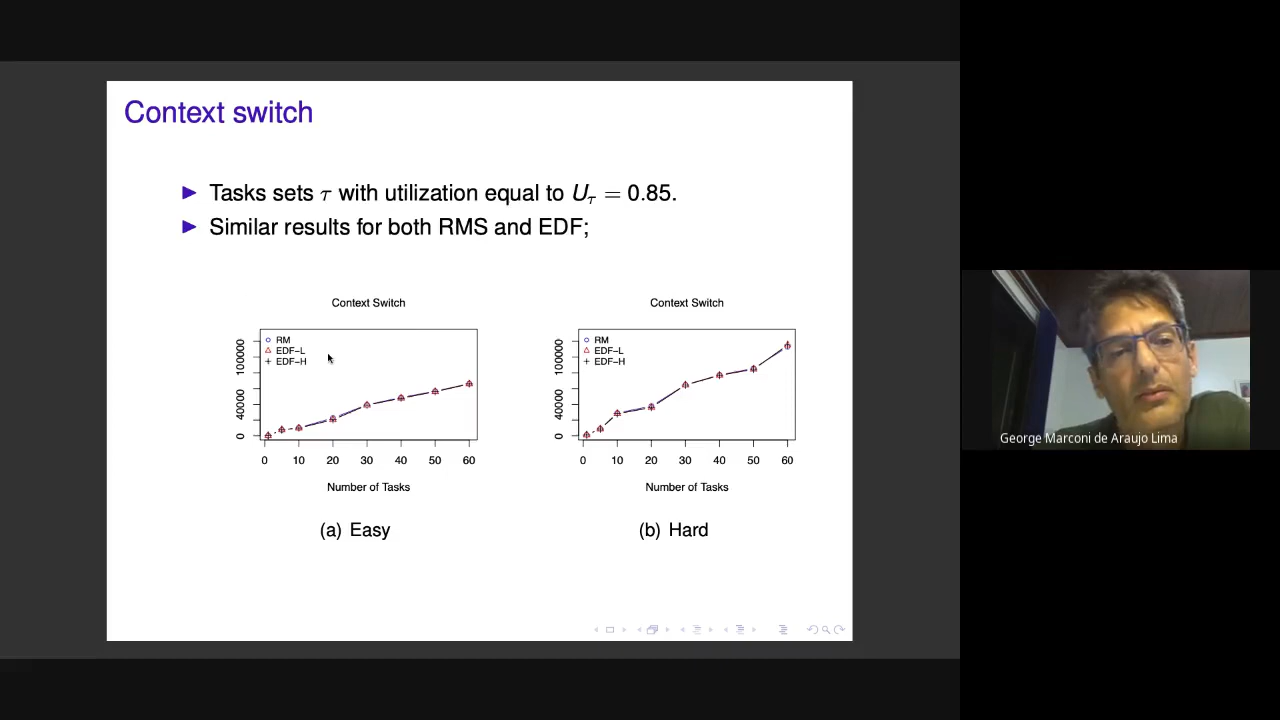 Context switch
Tasks sets τ with utilization equal to Uτ = 0.85.
Similar results for both RMS and EDF;
Context Switch
RM
EDF-L
EDF-H
0 40000 100000
0 10 20 30 40 50 60
Number of Tasks
(a) Easy
Context Switch
RM
EDF-L
EDF-H
0 40000 100000
0 10 20 30 40 50 60
Number of Tasks
(b) Hard
George Marconi de Araujo Lima